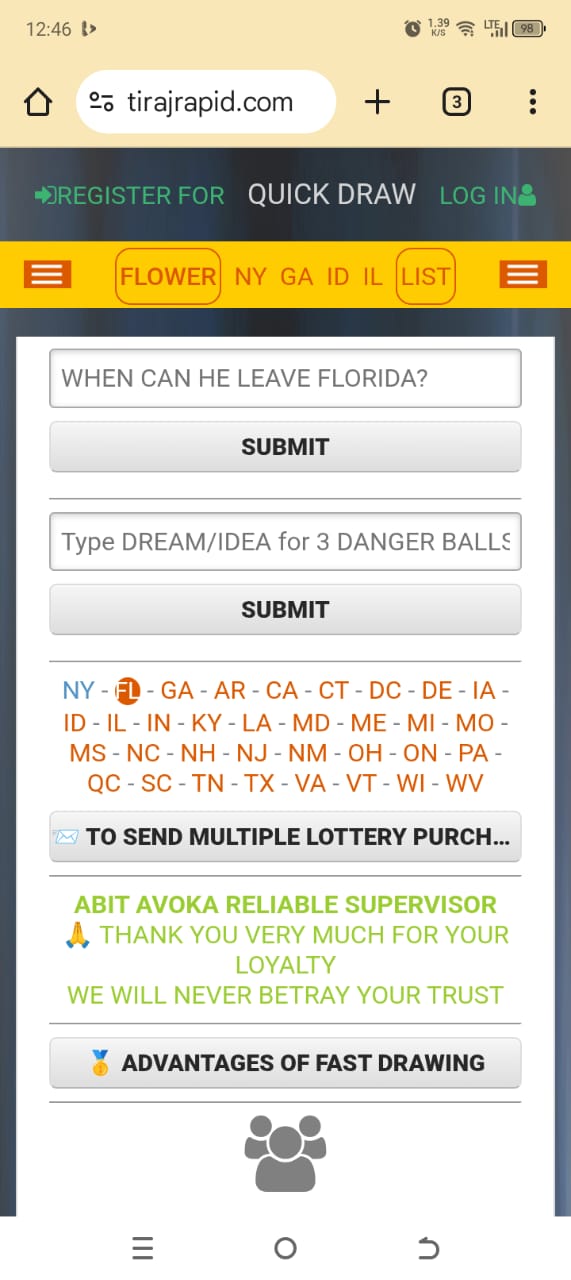 12:46
1.39 K/S LTE 98
tirajrapid.com 3
REGISTER FOR QUICK DRAW LOG IN
FLOWER NY GA ID IL LIST
WHEN CAN HE LEAVE FLORIDA?
SUBMIT
Type DREAM/IDEA for 3 DANGER BALLS
SUBMIT
NY - FL - GA - AR - CA - CT - DC - DE - IA -
ID - IL - IN - KY - LA - MD - ME - MI - MO -
MS - NC - NH - NJ - NM - OH - ON - PA -
QC - SC - TN - TX - VA - VT - WI - WV
📨 TO SEND MULTIPLE LOTTERY PURCH...
ABIT AVOKA RELIABLE SUPERVISOR
🙏 THANK YOU VERY MUCH FOR YOUR
LOYALTY
WE WILL NEVER BETRAY YOUR TRUST
🥇 ADVANTAGES OF FAST DRAWING